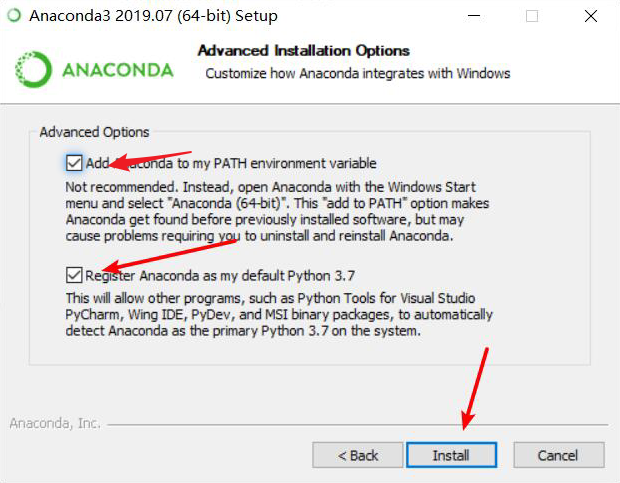 Anaconda3 2019.07 (64-bit) Setup
Advanced Installation Options
ANACONDA
Customize how Anaconda integrates with Windows
Advanced Options
Add Anaconda to my PATH environment variable
Not recommended. Instead, open Anaconda with the Windows Start
menu and select "Anaconda (64-bit)". This "add to PATH" option makes
Anaconda get found before previously installed software, but may
cause problems requiring you to uninstall and reinstall Anaconda.
Register Anaconda as my default Python 3.7
This will allow other programs, such as Python Tools for Visual Studio
PyCharm, Wing IDE, PyDev, and MSI binary packages, to automatically
detect Anaconda as the primary Python 3.7 on the system.
Anaconda, Inc.
< Back
Install
Cancel